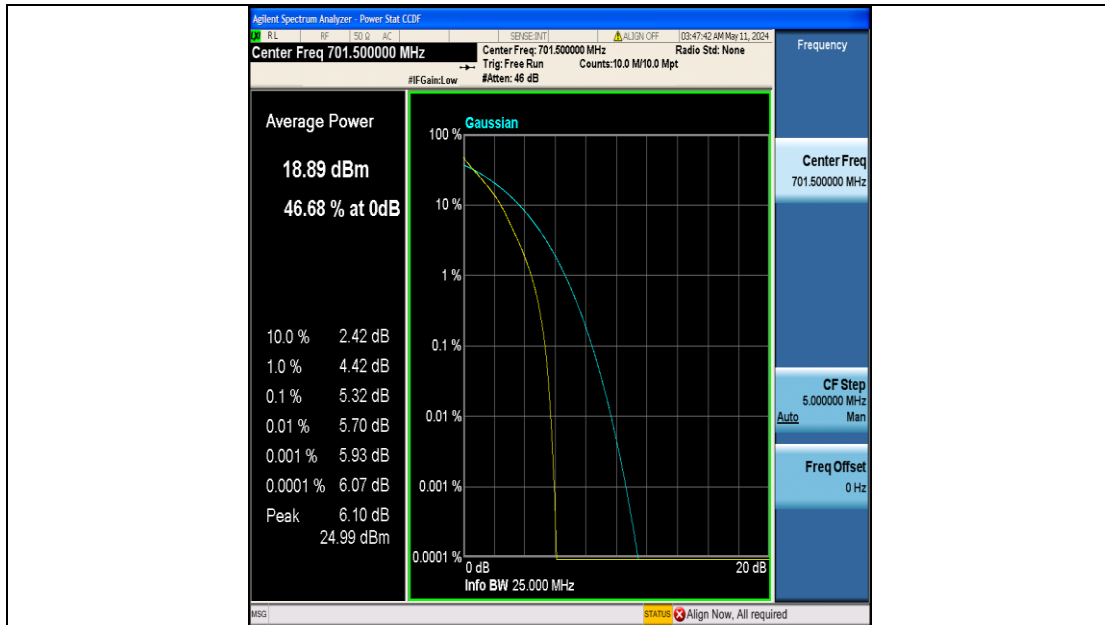 Agilent Spectrum Analyzer - Power Stat CCDF
RL RF 50 Ω AC SENSE:INT ALIGN OFF 03:47:42 AM May 11, 2024
Center Freq 701.500000 MHz
Center Freq: 701.500000 MHz Radio Std: None
Trig: Free Run Counts:10.0 M/10.0 Mpt
#IFGain:Low #Atten: 46 dB
Frequency
Average Power
18.89 dBm
46.68 % at 0dB
10.0 % 2.42 dB
1.0 % 4.42 dB
0.1 % 5.32 dB
0.01 % 5.70 dB
0.001 % 5.93 dB
0.0001 % 6.07 dB
Peak 6.10 dB
24.99 dBm
Gaussian
100 %
10 %
1 %
0.1 %
0.01 %
0.001 %
0.0001 %
0 dB 20 dB
Info BW 25.000 MHz
Center Freq
701.500000 MHz
CF Step
5.000000 MHz
Auto Man
Freq Offset
0 Hz
MSG STATUS Align Now, All required